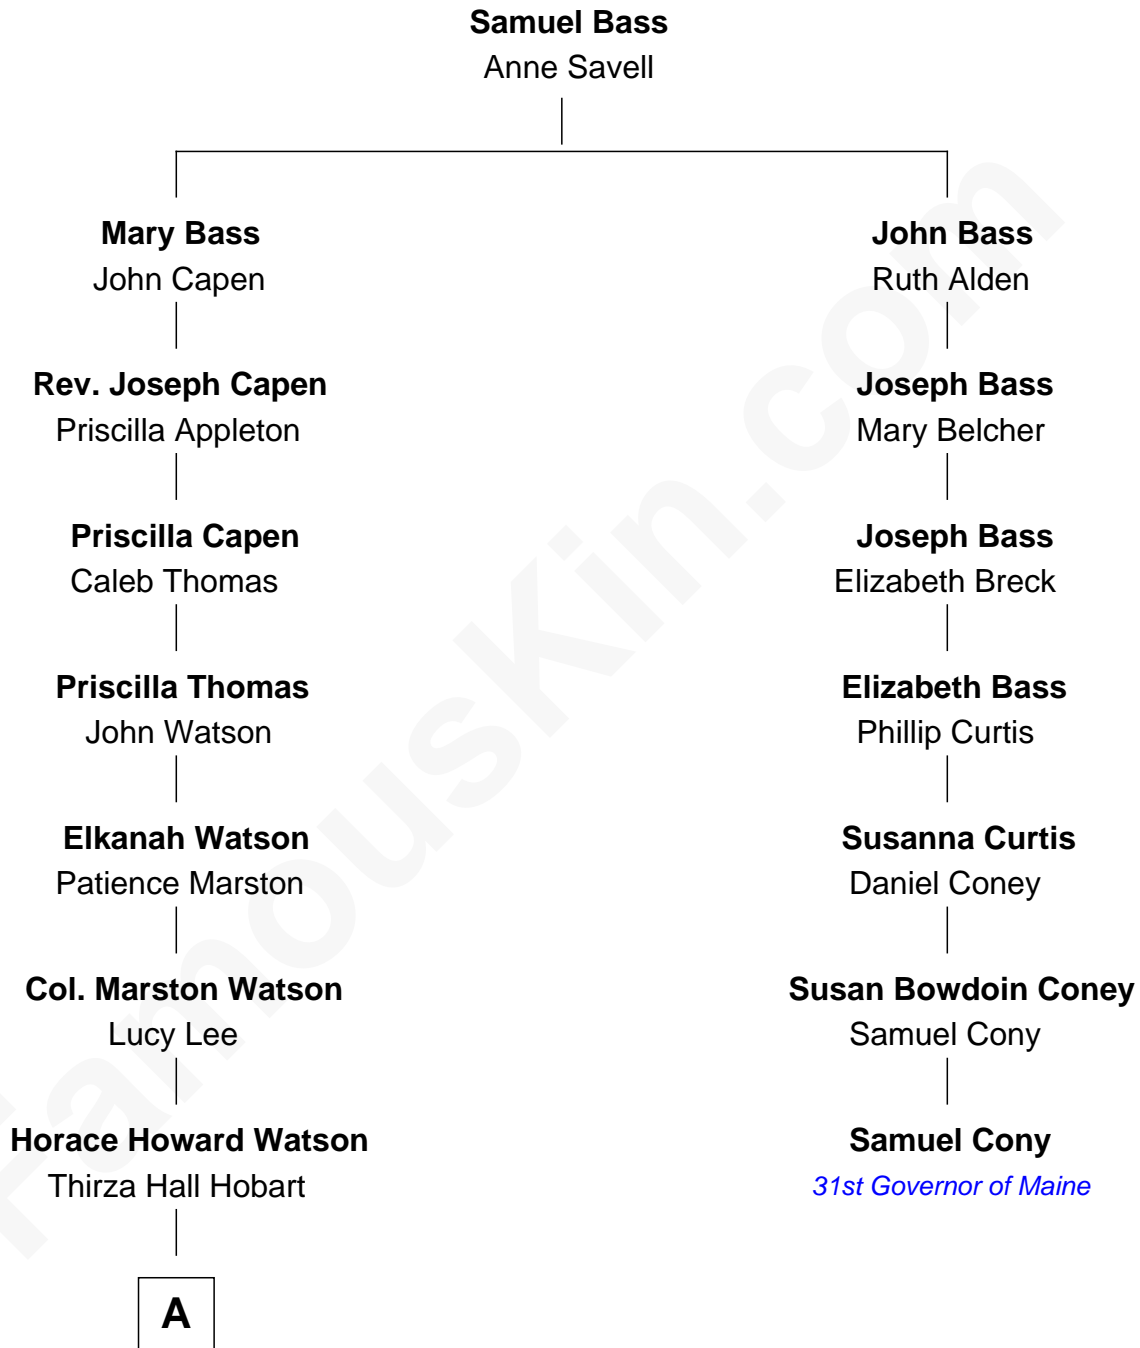 Samuel Bass
Anne Savell
Mary Bass
John Capen
John Bass
Ruth Alden
Rev. Joseph Capen
Priscilla Appleton
Joseph Bass
Mary Belcher
Priscilla Capen
Caleb Thomas
Joseph Bass
Elizabeth Breck
Priscilla Thomas
John Watson
Elizabeth Bass
Phillip Curtis
Elkanah Watson
Patience Marston
Susanna Curtis
Daniel Coney
Col. Marston Watson
Lucy Lee
Susan Bowdoin Coney
Samuel Cony
Horace Howard Watson
Thirza Hall Hobart
Samuel Cony
31st Governor of Maine
A
FamousKin.com